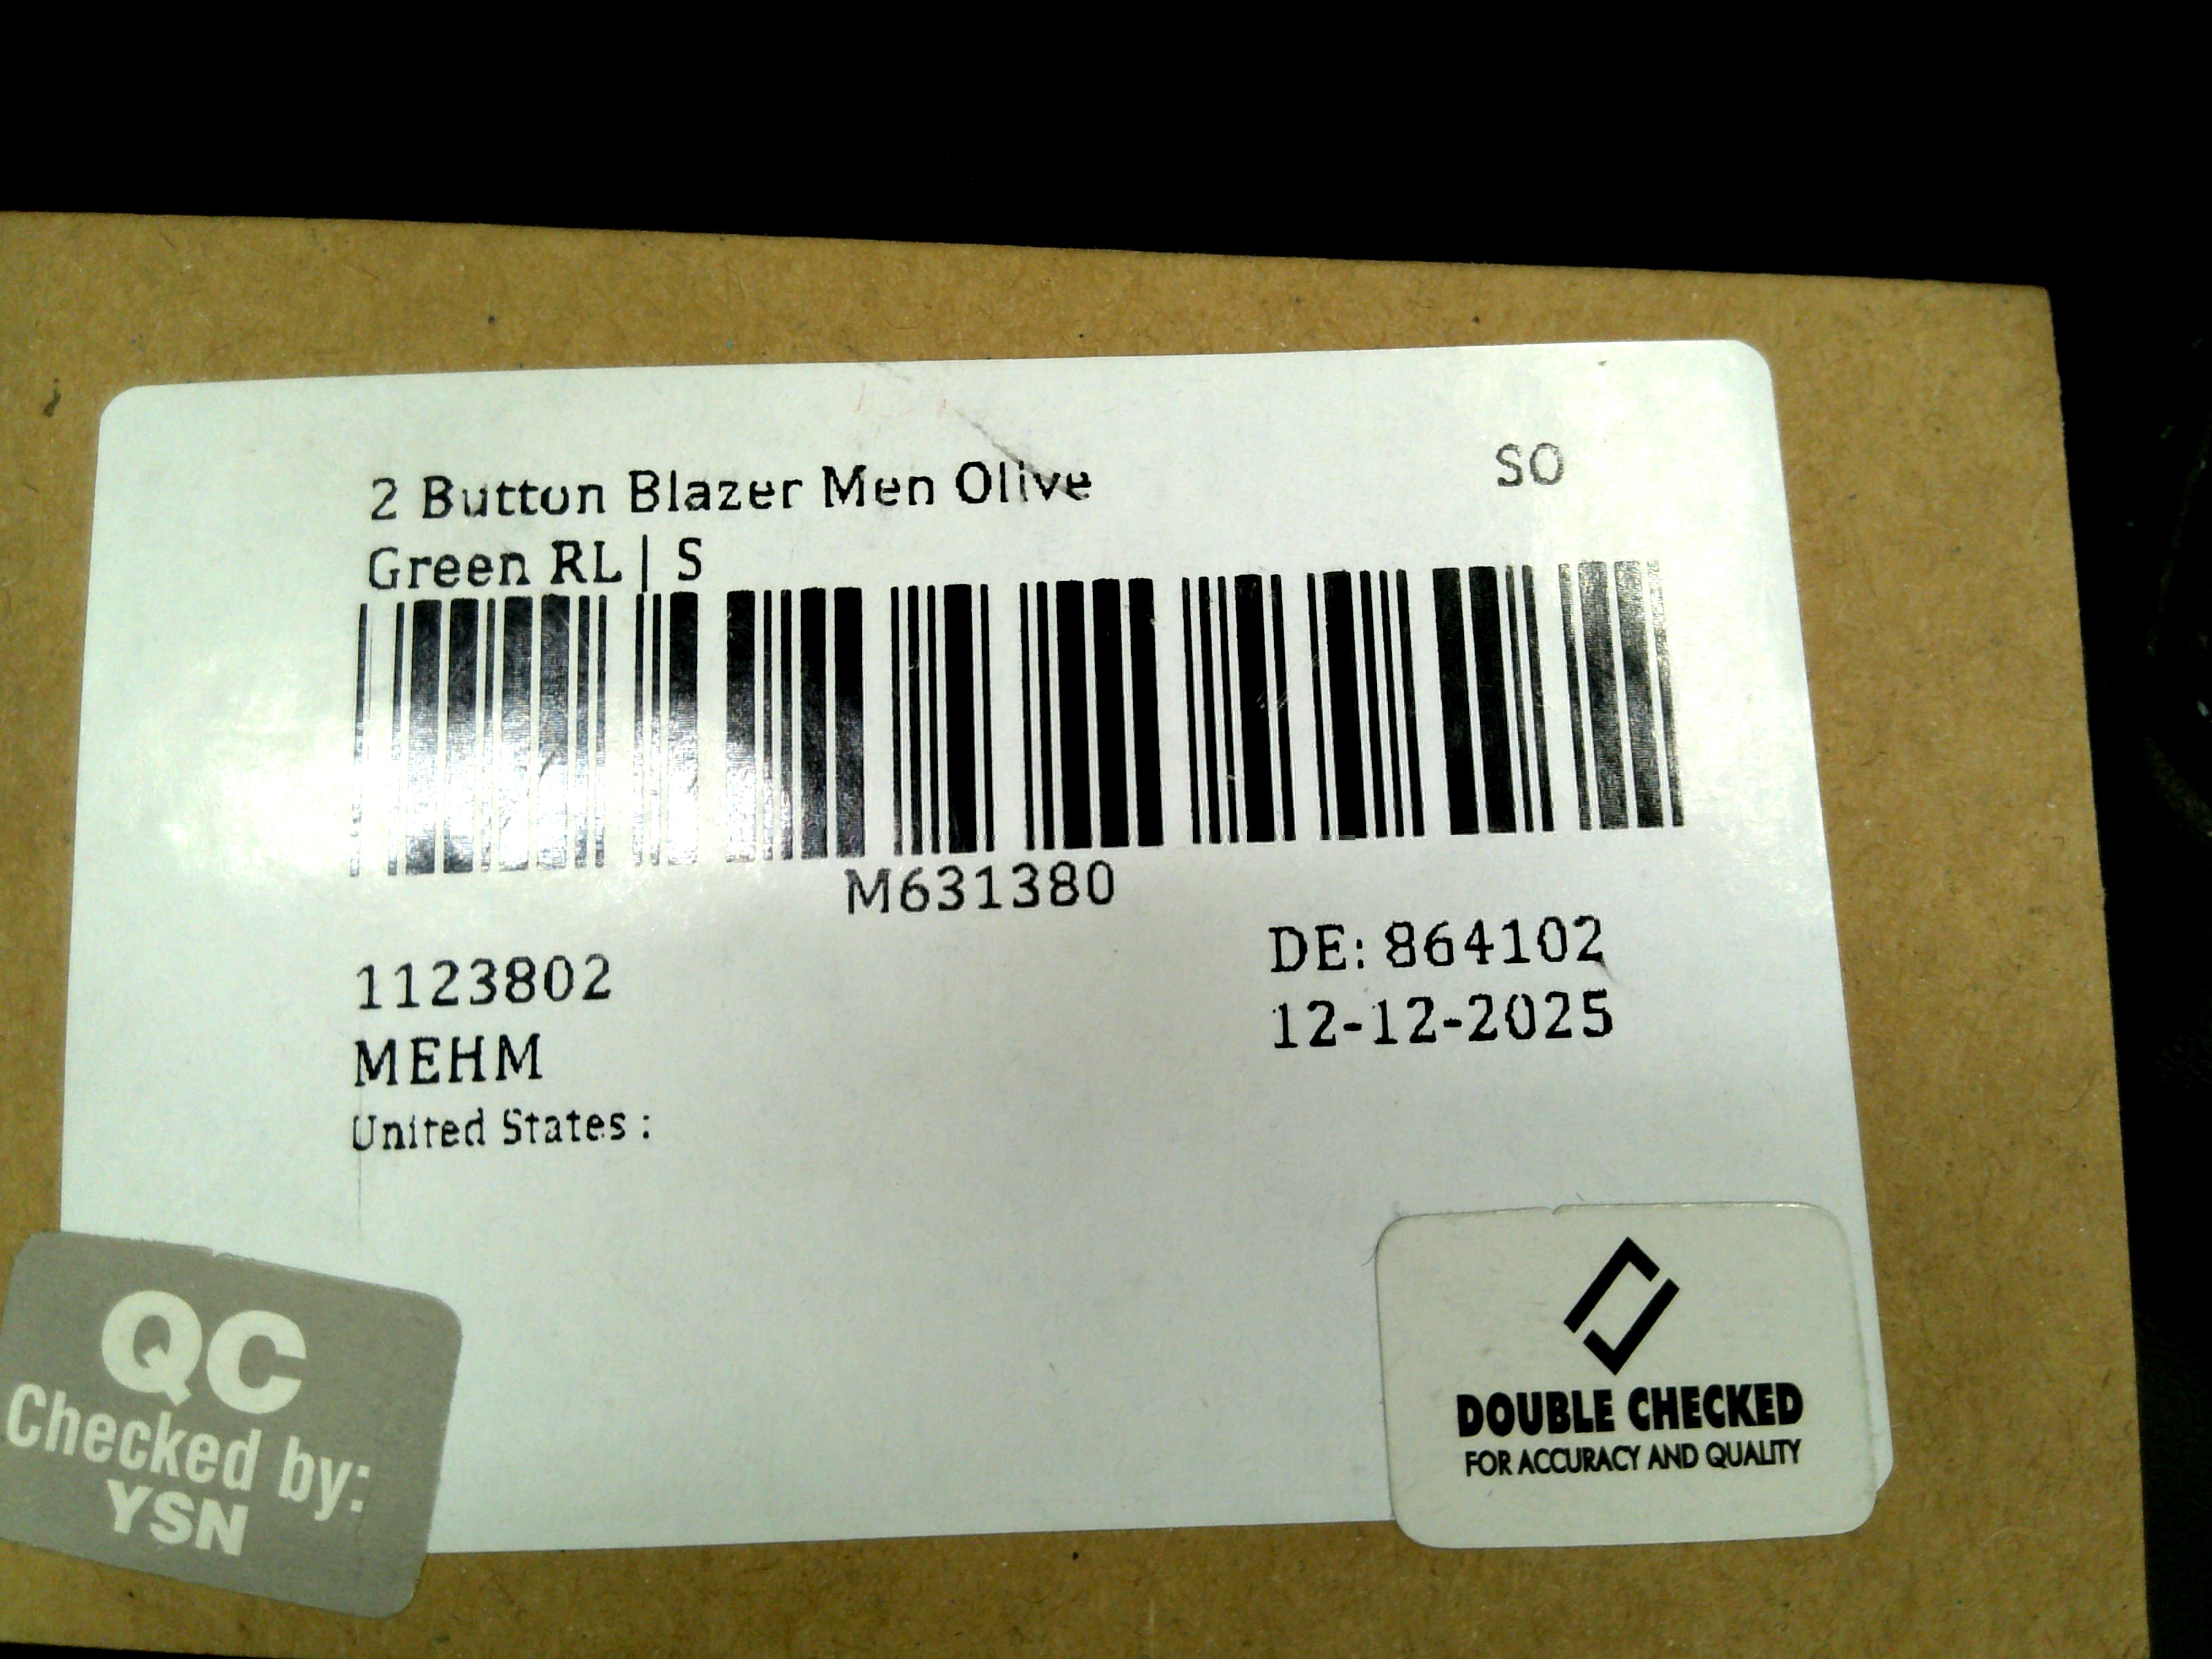 2 Button Blazer Men Olive
Green RL | S
SO
M631380
1123802
MEHM
United States :
DE: 864102
12-12-2025
QC
Checked by:
YSN
DOUBLE CHECKED
FOR ACCURACY AND QUALITY